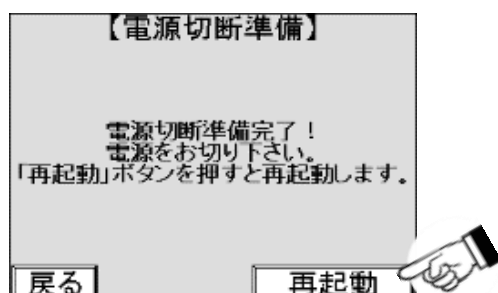 【電源切断準備】
電源切断準備完了！
電源をお切り下さい。
「再起動」ボタンを押すと再起動します。
戻る
再起動